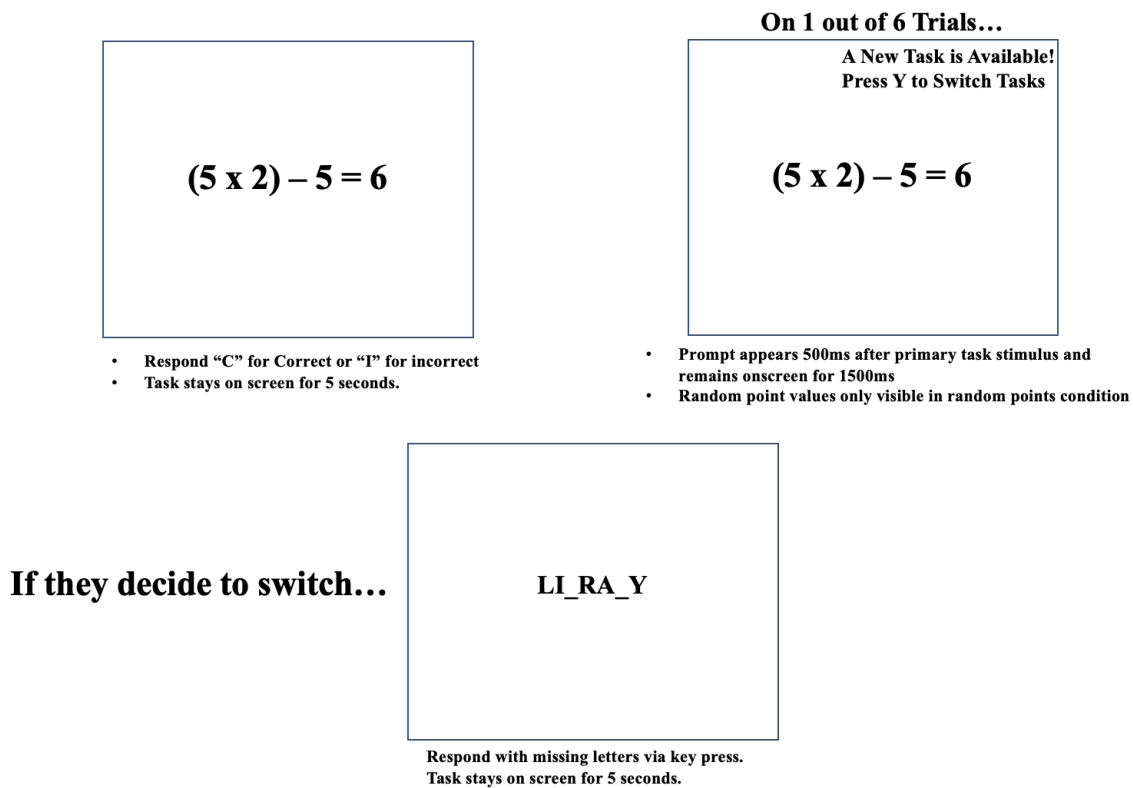 On 1 out of 6 Trials…
(5 x 2) – 5 = 6
• Respond “C” for Correct or “I” for incorrect
• Task stays on screen for 5 seconds.
A New Task is Available!
Press Y to Switch Tasks
(5 x 2) – 5 = 6
• Prompt appears 500ms after primary task stimulus and
remains onscreen for 1500ms
• Random point values only visible in random points condition
If they decide to switch…
LI_RA_Y
Respond with missing letters via key press.
Task stays on screen for 5 seconds.